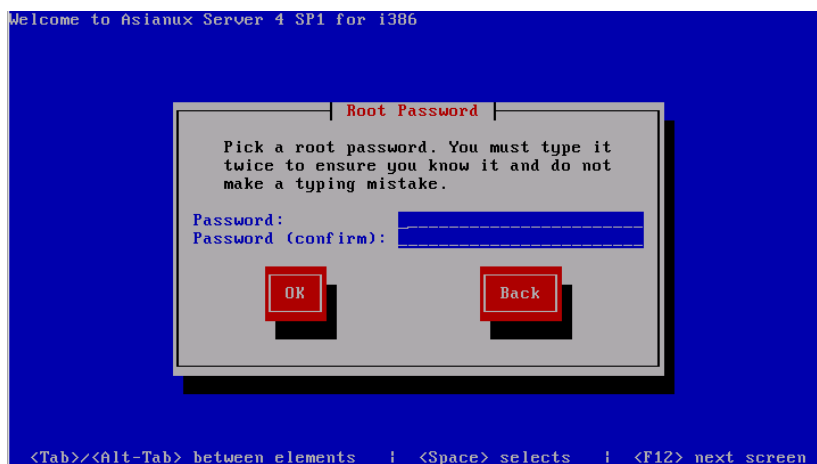 Welcome to Asianux Server 4 SP1 for i386
Root Password
Pick a root password. You must type it
twice to ensure you know it and do not
make a typing mistake.
Password:
Password (confirm):
OK Back
<Tab>/<Alt-Tab> between elements | <Space> selects | <F12> next screen